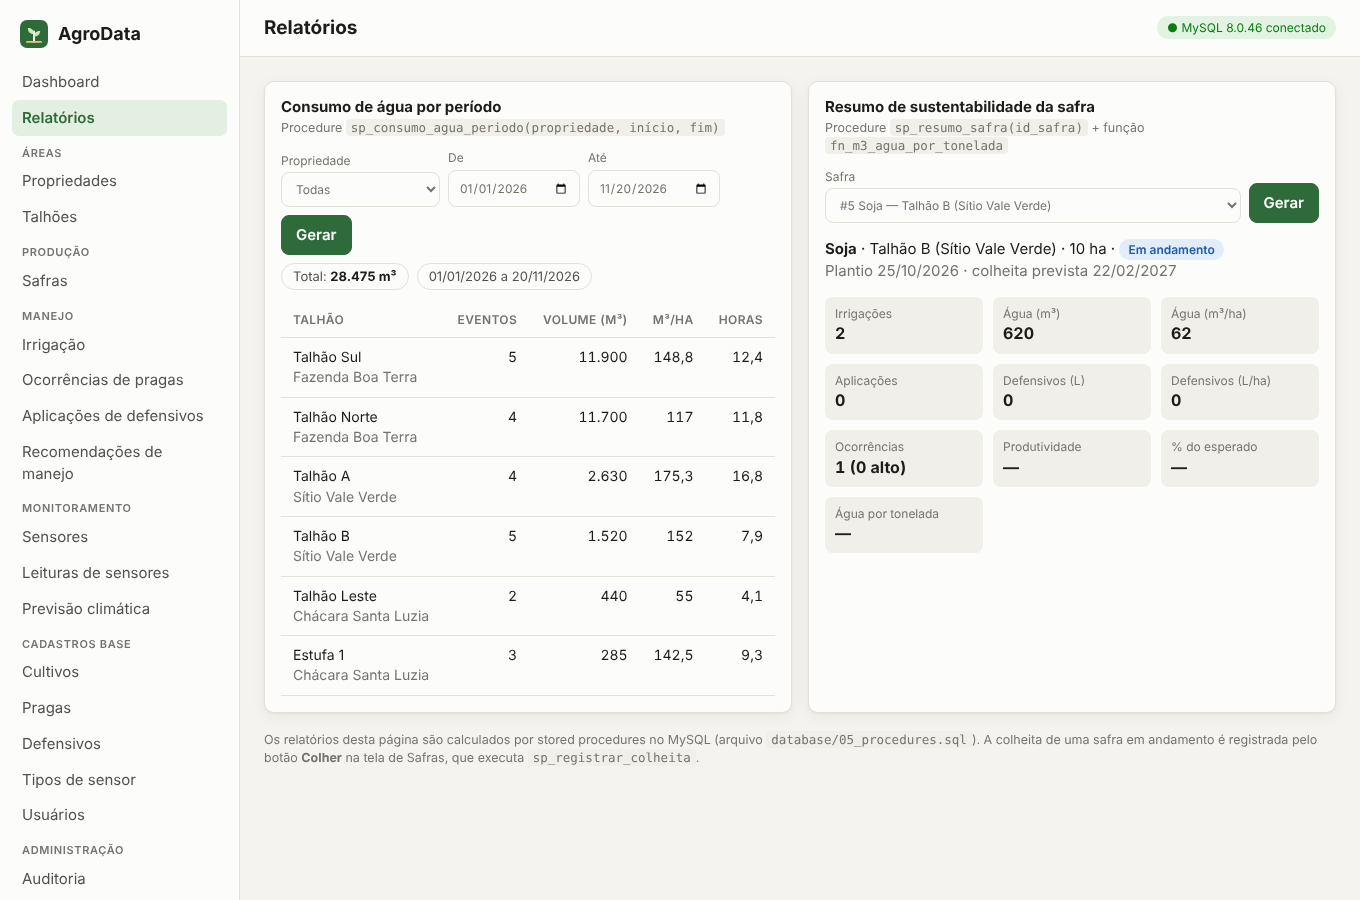 AgroData
Dashboard
Relatórios
ÁREAS
Propriedades
Talhões
PRODUÇÃO
Safras
MANEJO
Irrigação
Ocorrências de pragas
Aplicações de defensivos
Recomendações de
manejo
MONITORAMENTO
Sensores
Leituras de sensores
Previsão climática
CADASTROS BASE
Cultivos
Pragas
Defensivos
Tipos de sensor
Usuários
ADMINISTRAÇÃO
Auditoria
Relatórios
MySQL 8.0.46 conectado
Consumo de água por período
Procedure sp_consumo_agua_periodo(propriedade, início, fim)
Propriedade De Até
Todas 01/01/2026 11/20/2026
Gerar
Total: 28.475 m³ 01/01/2026 a 20/11/2026
TALHÃO EVENTOS VOLUME (M³) M³/HA HORAS
Talhão Sul 5 11.900 148,8 12,4
Fazenda Boa Terra
Talhão Norte 4 11.700 117 11,8
Fazenda Boa Terra
Talhão A 4 2.630 175,3 16,8
Sítio Vale Verde
Talhão B 5 1.520 152 7,9
Sítio Vale Verde
Talhão Leste 2 440 55 4,1
Chácara Santa Luzia
Estufa 1 3 285 142,5 9,3
Chácara Santa Luzia
Resumo de sustentabilidade da safra
Procedure sp_resumo_safra(id_safra) + função
fn_m3_agua_por_tonelada
Safra
#5 Soja — Talhão B (Sítio Vale Verde) Gerar
Soja · Talhão B (Sítio Vale Verde) · 10 ha · Em andamento
Plantio 25/10/2026 · colheita prevista 22/02/2027
Irrigações Água (m³) Água (m³/ha)
2 620 62
Aplicações Defensivos (L) Defensivos (L/ha)
0 0 0
Ocorrências Produtividade % do esperado
1 (0 alto) — —
Água por tonelada
—
Os relatórios desta página são calculados por stored procedures no MySQL (arquivo database/05_procedures.sql ). A colheita de uma safra em andamento é registrada pelo
botão Colher na tela de Safras, que executa sp_registrar_colheita .